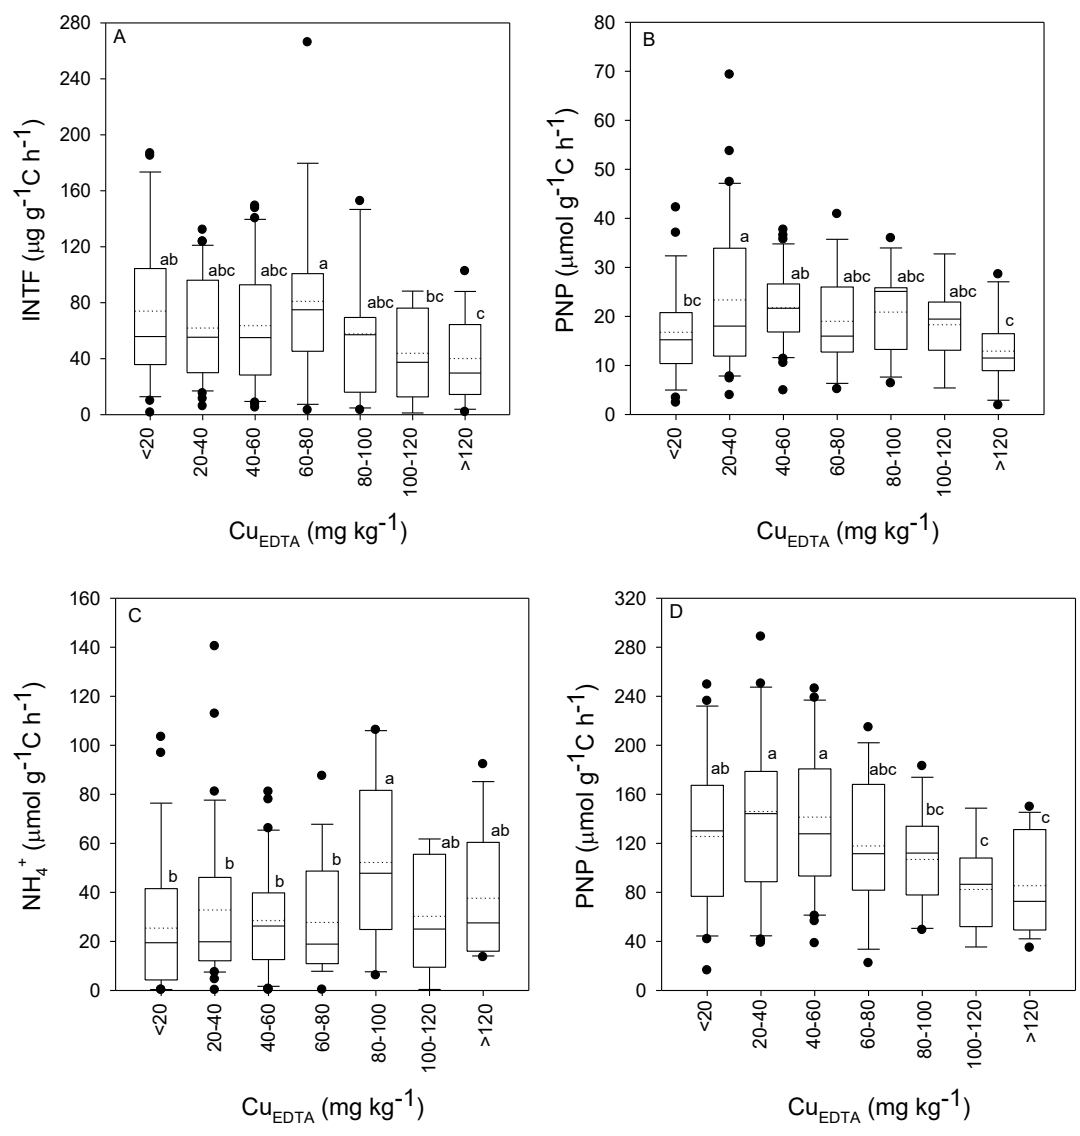 A
INTF (μg g⁻¹C h⁻¹)
280
240
200
160
120
80
40
0
ab
abc
abc
a
abc
bc
c
<20
20-40
40-60
60-80
80-100
100-120
>120
Cu_EDTA (mg kg⁻¹)
B
PNP (μmol g⁻¹C h⁻¹)
80
70
60
50
40
30
20
10
0
bc
a
ab
abc
abc
abc
c
<20
20-40
40-60
60-80
80-100
100-120
>120
Cu_EDTA (mg kg⁻¹)
C
NH₄⁺ (μmol g⁻¹C h⁻¹)
160
140
120
100
80
60
40
20
0
b
b
b
b
a
ab
ab
<20
20-40
40-60
60-80
80-100
100-120
>120
Cu_EDTA (mg kg⁻¹)
D
PNP (μmol g⁻¹C h⁻¹)
320
280
240
200
160
120
80
40
0
ab
a
a
abc
bc
c
c
<20
20-40
40-60
60-80
80-100
100-120
>120
Cu_EDTA (mg kg⁻¹)